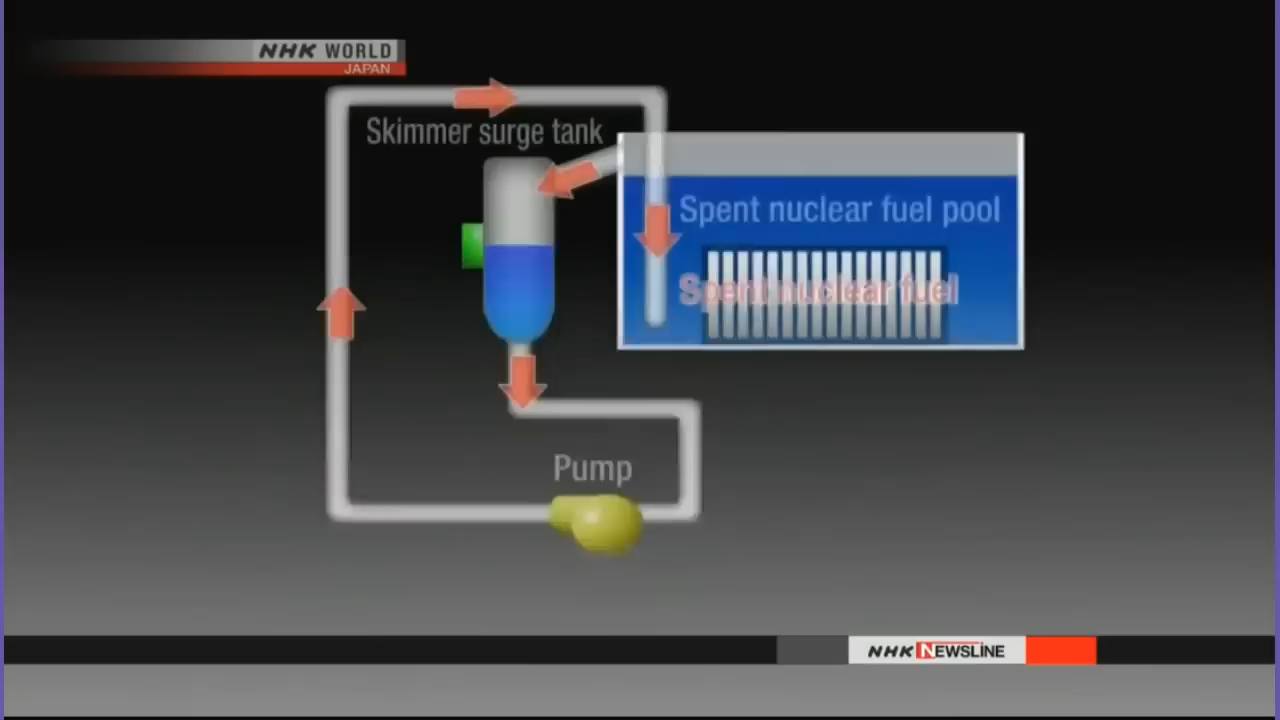 NHK WORLD
JAPAN
Skimmer surge tank
Spent nuclear fuel pool
Spent nuclear fuel
Pump
NHK NEWSLINE